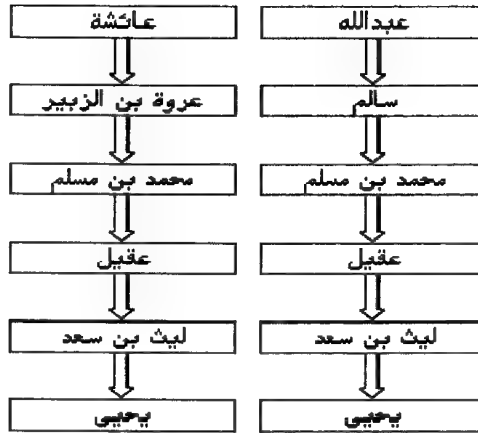 عائشة
عروة بن الزبير
محمد بن مسلم
عقيل
ليث بن سعد
يحيى
عبدالله
سالم
محمد بن مسلم
عقيل
ليث بن سعد
يحيى